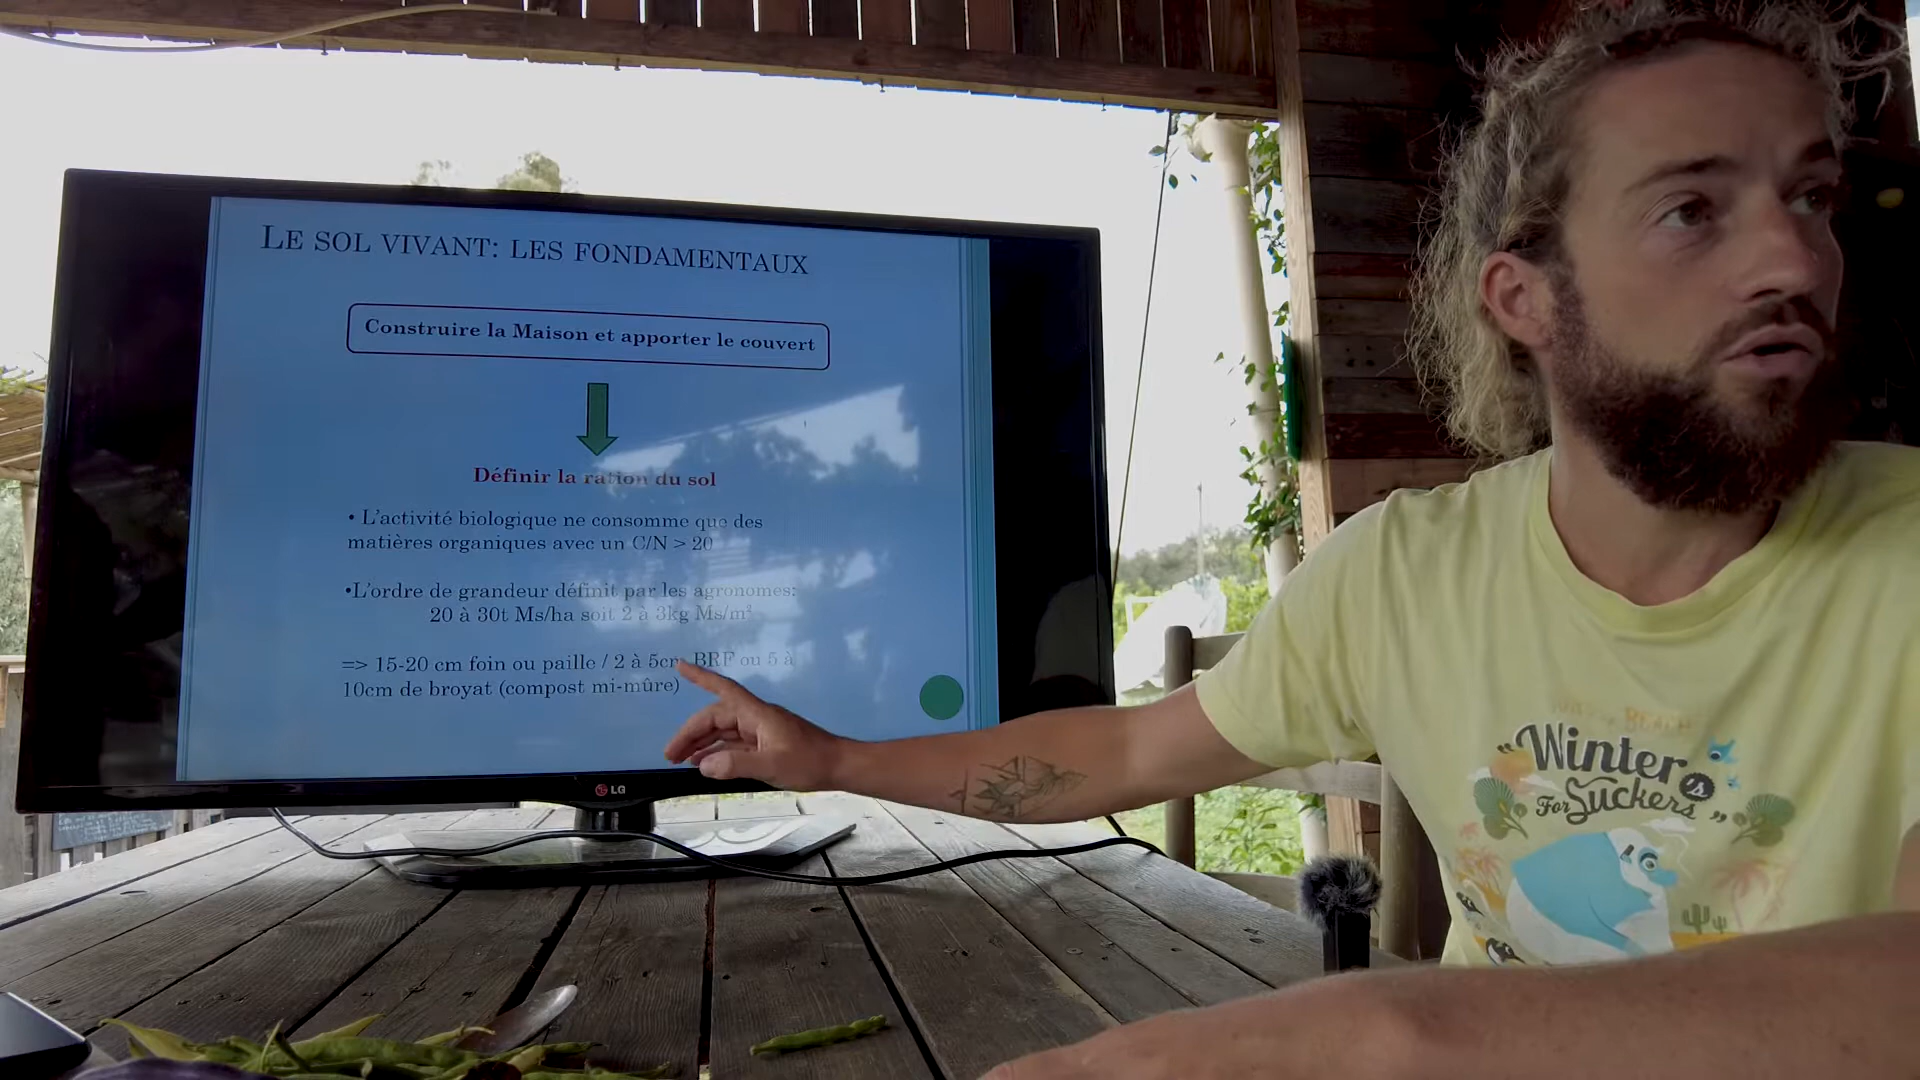 LE SOL VIVANT: LES FONDAMENTAUX
Construire la Maison et apporter le couvert
Définir la ration du sol
• L'activité biologique ne consomme que des
matières organiques avec un C/N > 20
•L'ordre de grandeur définit par les agronomes:
20 à 30t Ms/ha soit 2 à 3kg Ms/m²
=> 15-20 cm foin ou paille / 2 à 5cm BRF ou 5 à
10cm de broyat (compost mi-mûre)
LG
"Winter is
For Suckers"